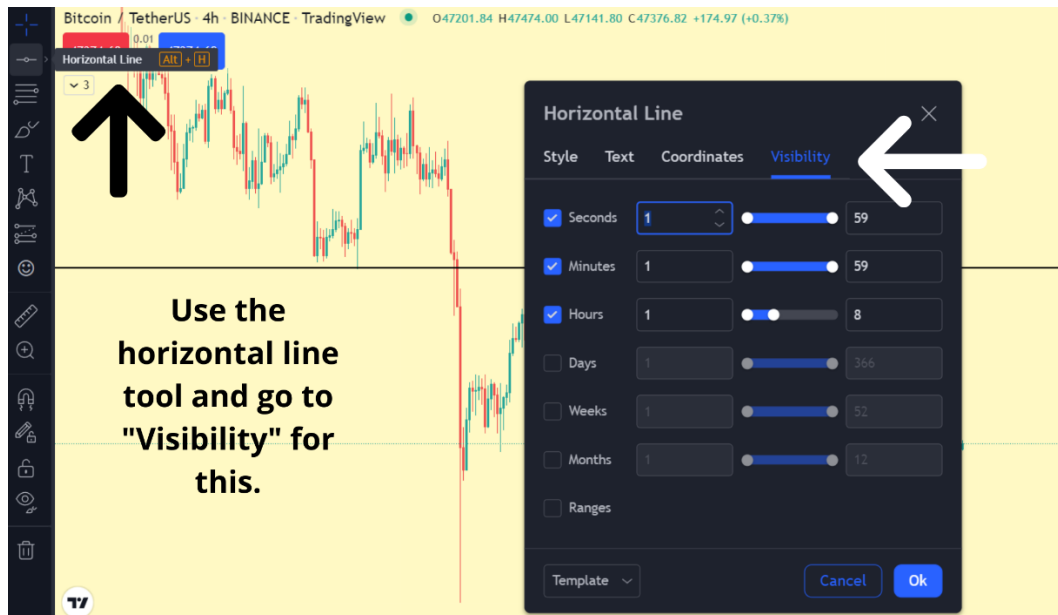 Bitcoin / TetherUS · 4h · BINANCE · TradingView O47201.84 H47474.00 L47141.80 C47376.82 +174.97 (+0.37%)
0.01
Horizontal Line Alt + H
3
Use the
horizontal line
tool and go to
"Visibility" for
this.
Horizontal Line
Style Text Coordinates Visibility
Seconds 1 59
Minutes 1 59
Hours 1 8
Days 1 366
Weeks 1 52
Months 1 12
Ranges
Template Cancel Ok